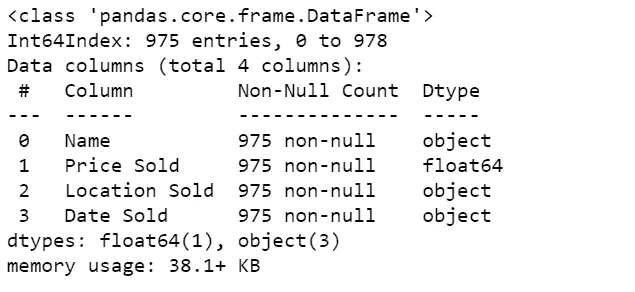 <class 'pandas.core.frame.DataFrame'>
Int64Index: 975 entries, 0 to 978
Data columns (total 4 columns):
 #   Column         Non-Null Count  Dtype
---  ------         --------------  -----
 0   Name           975 non-null    object
 1   Price Sold     975 non-null    float64
 2   Location Sold  975 non-null    object
 3   Date Sold      975 non-null    object
dtypes: float64(1), object(3)
memory usage: 38.1+ KB